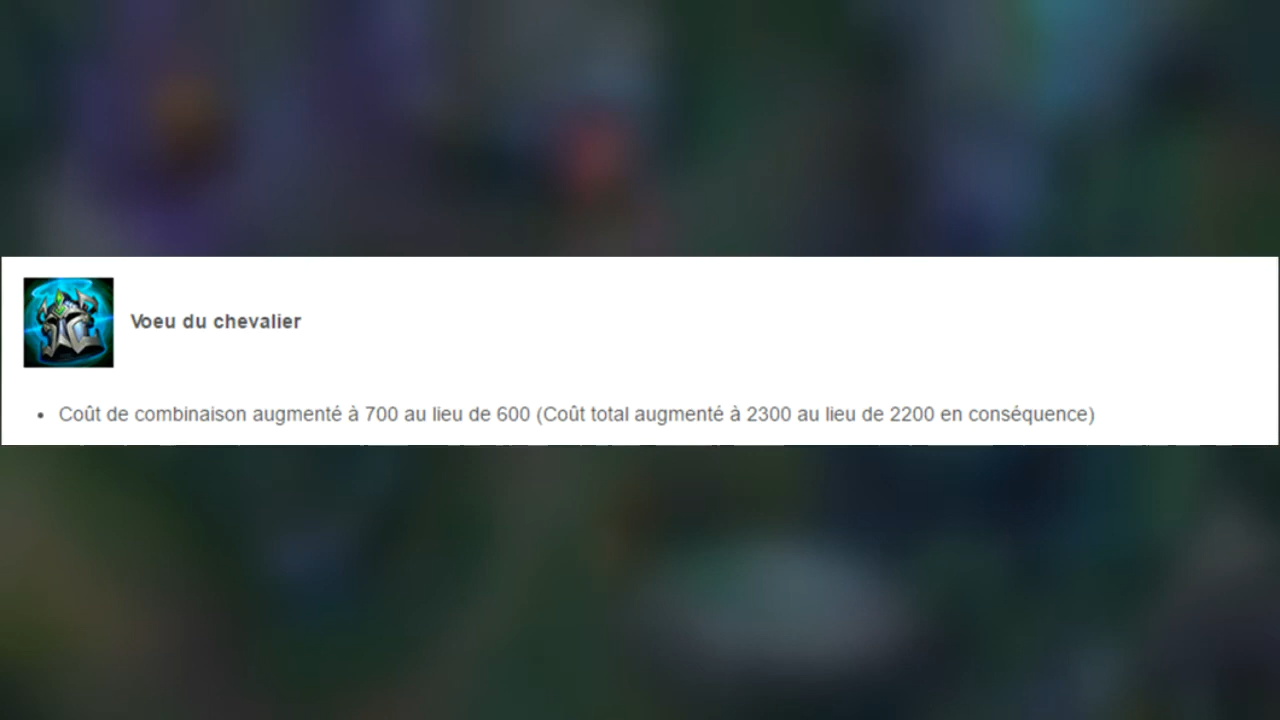 Voeu du chevalier
• Coût de combinaison augmenté à 700 au lieu de 600 (Coût total augmenté à 2300 au lieu de 2200 en conséquence)